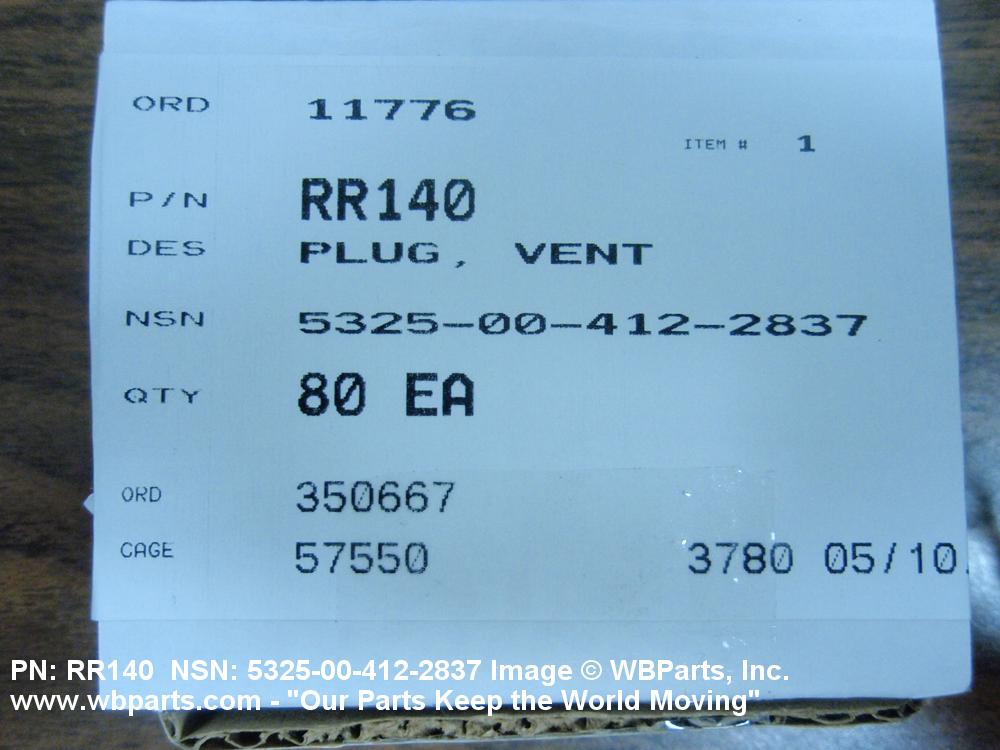 ORD 11776
ITEM # 1
P/N RR140
DES PLUG, VENT
NSN 5325-00-412-2837
QTY 80 EA
ORD 350667
CAGE 57550 3780 05/10.
PN: RR140 NSN: 5325-00-412-2837 Image © WBParts, Inc.
www.wbparts.com - "Our Parts Keep the World Moving"